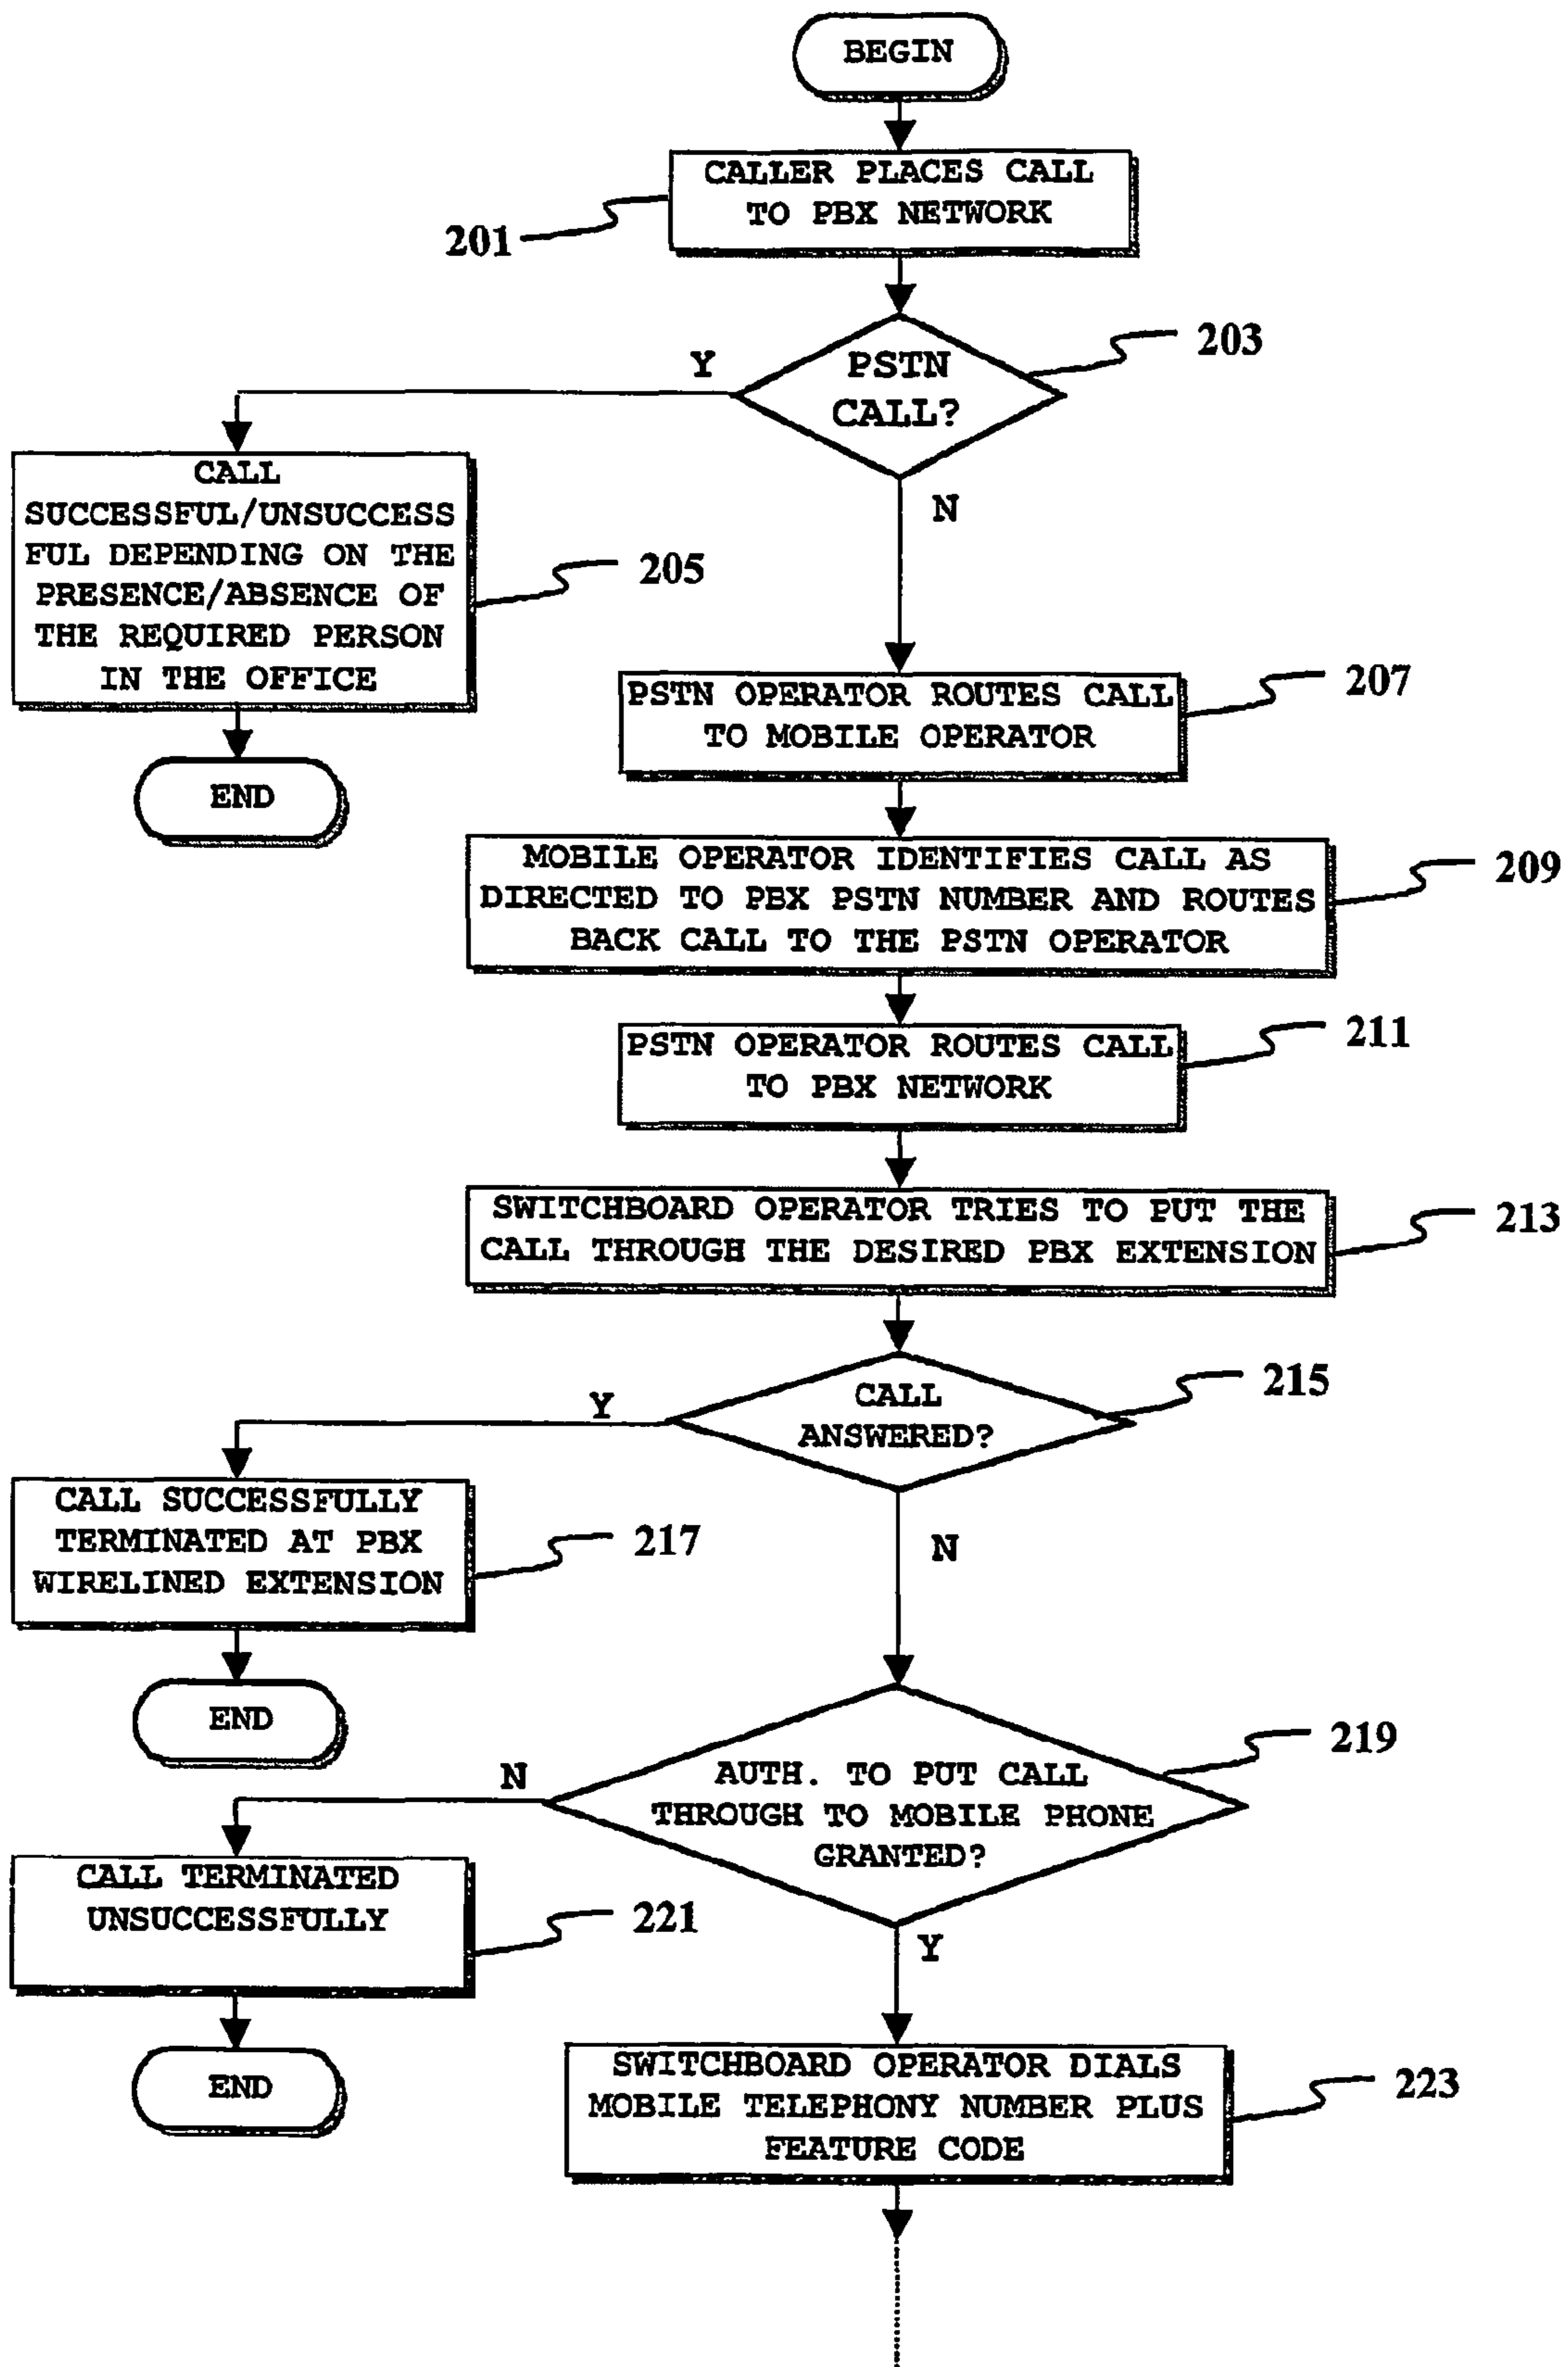 BEGIN
CALLER PLACES CALL
TO PBX NETWORK
201
PSTN
CALL?
203
Y
N
CALL
SUCCESSFUL/UNSUCCESS
FUL DEPENDING ON THE
PRESENCE/ABSENCE OF
THE REQUIRED PERSON
IN THE OFFICE
205
END
PSTN OPERATOR ROUTES CALL
TO MOBILE OPERATOR
207
MOBILE OPERATOR IDENTIFIES CALL AS
DIRECTED TO PBX PSTN NUMBER AND ROUTES
BACK CALL TO THE PSTN OPERATOR
209
PSTN OPERATOR ROUTES CALL
TO PBX NETWORK
211
SWITCHBOARD OPERATOR TRIES TO PUT THE
CALL THROUGH THE DESIRED PBX EXTENSION
213
CALL
ANSWERED?
215
Y
N
CALL SUCCESSFULLY
TERMINATED AT PBX
WIRELINED EXTENSION
217
END
AUTH. TO PUT CALL
THROUGH TO MOBILE PHONE
GRANTED?
219
N
Y
CALL TERMINATED
UNSUCCESSFULLY
221
END
SWITCHBOARD OPERATOR DIALS
MOBILE TELEPHONY NUMBER PLUS
FEATURE CODE
223